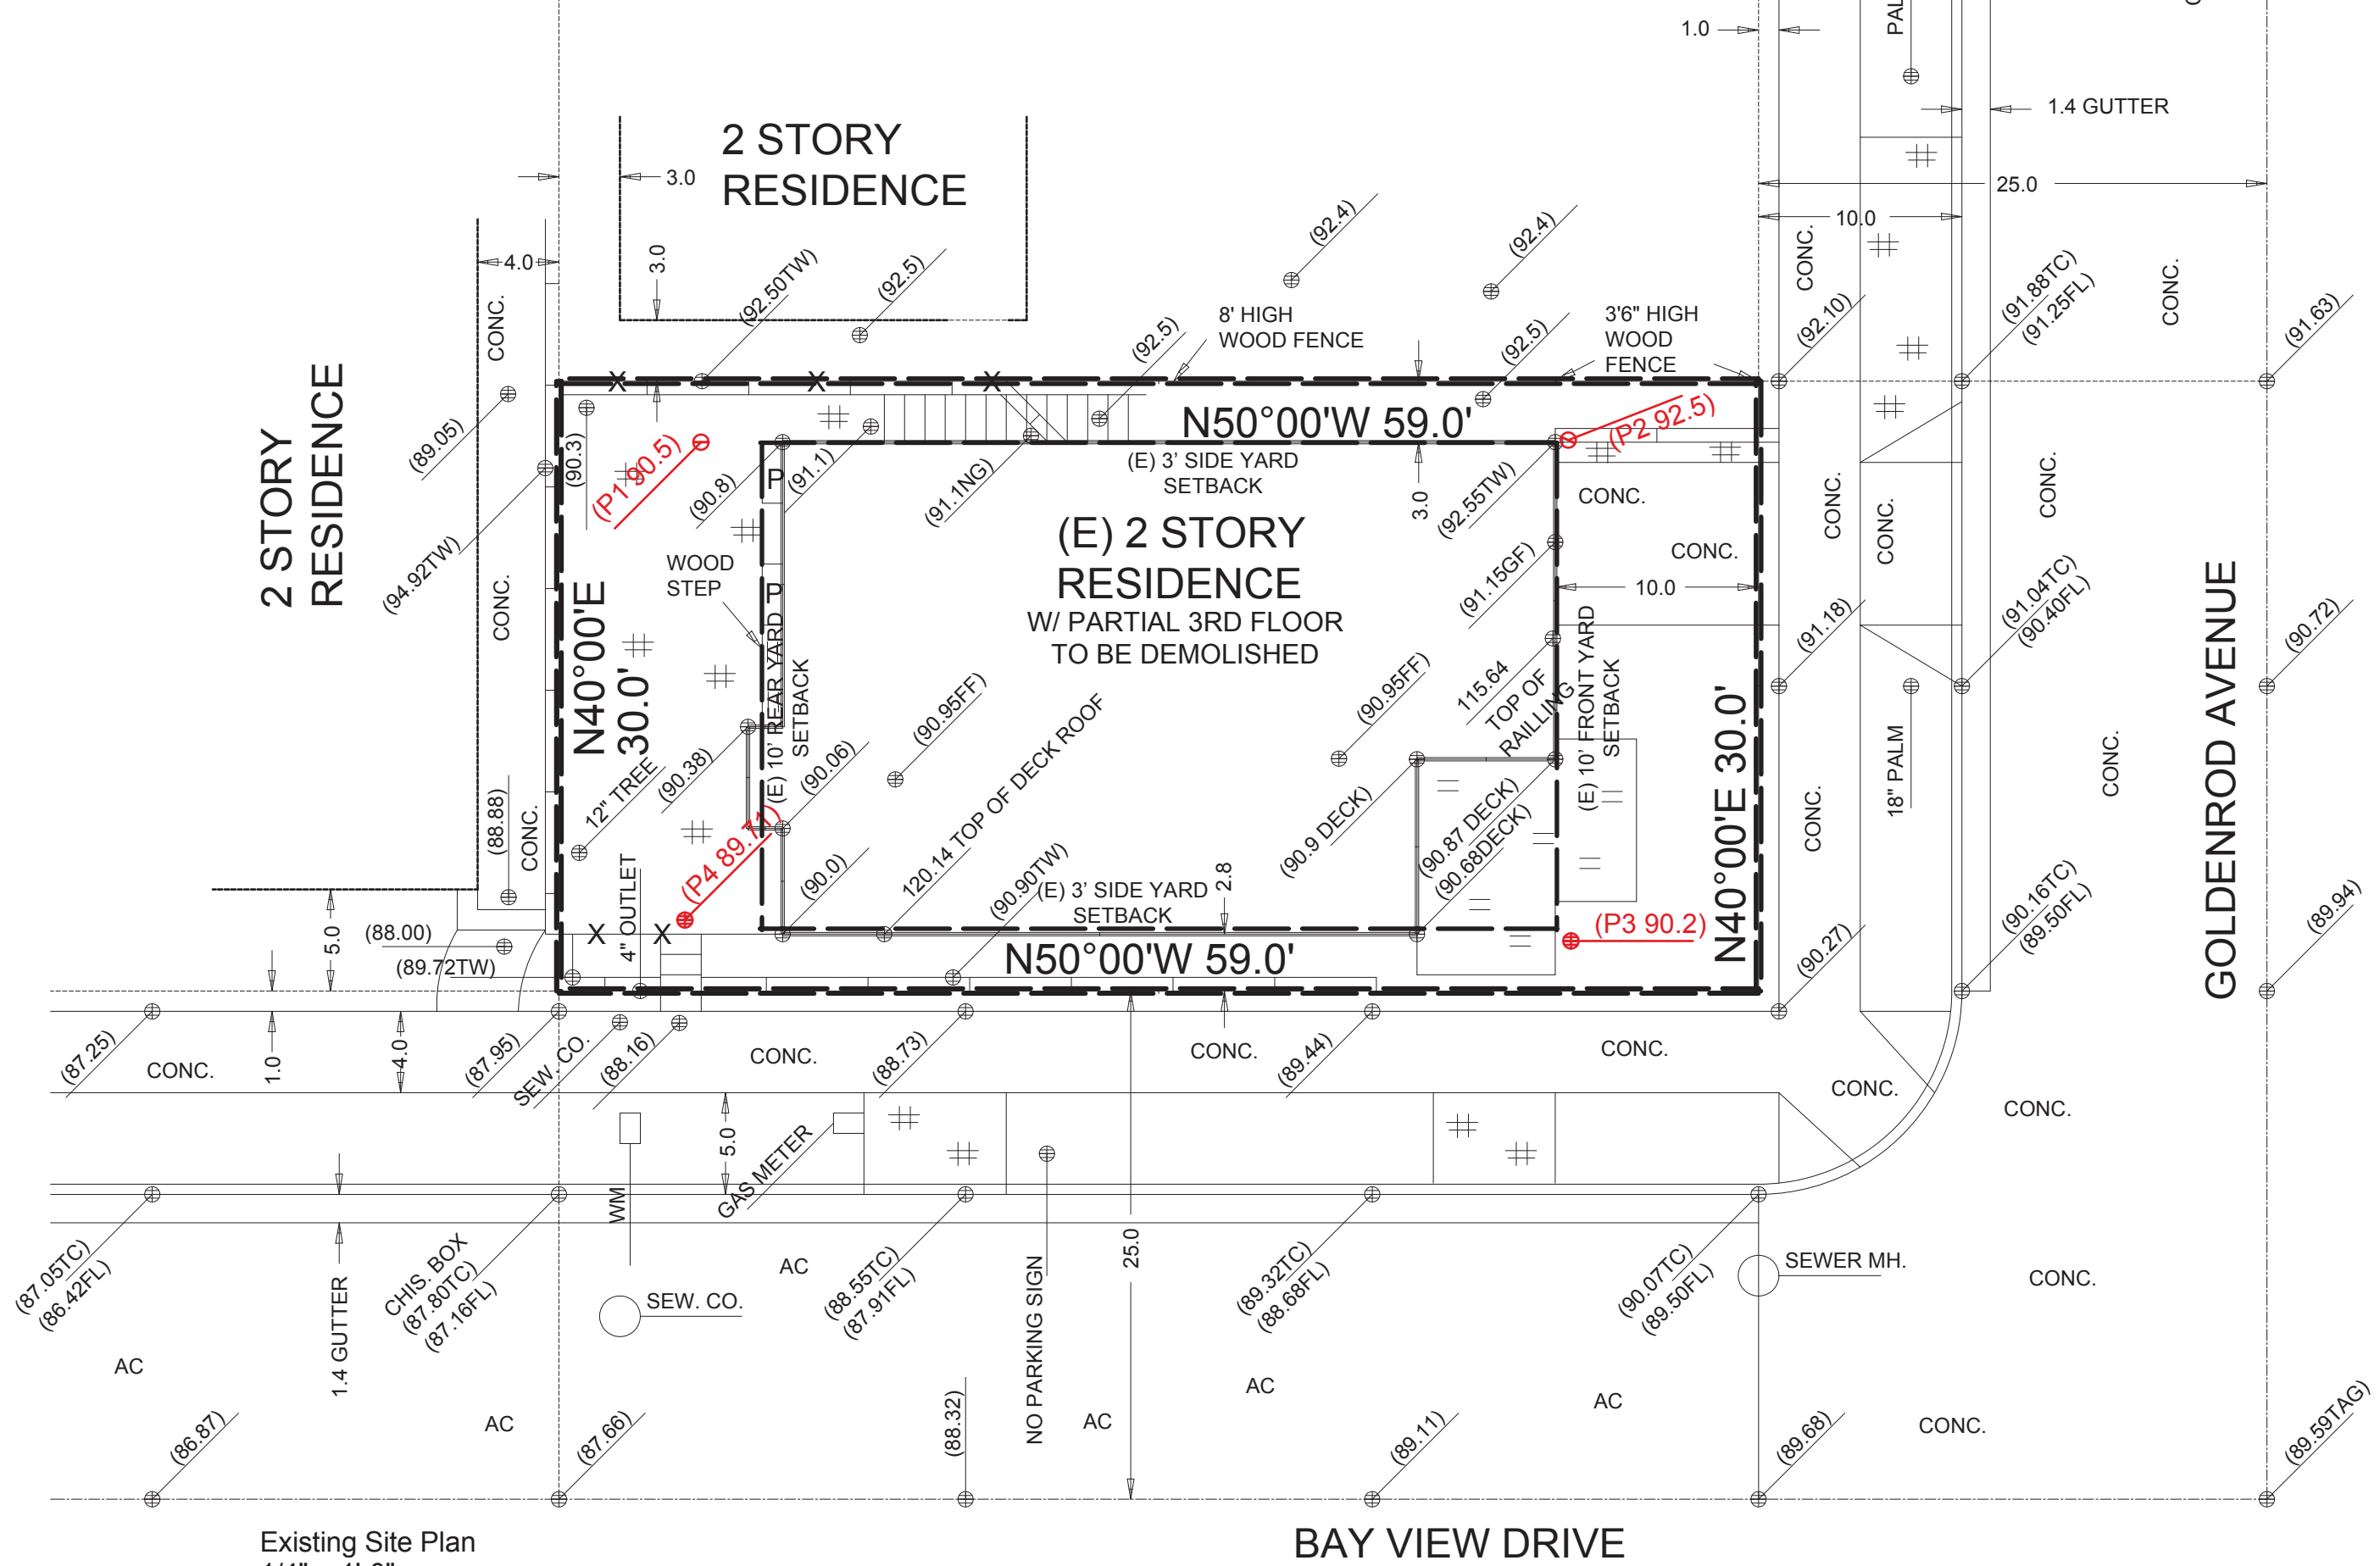 1.0
1.4 GUTTER
25.0
10.0
2 STORY
RESIDENCE
3.0
3.0
4.0
(92.50TW)
(92.5)
(92.4)
(92.4)
(92.5)
(92.5)
8' HIGH
WOOD FENCE
3'6" HIGH
WOOD
FENCE
(92.10)
(91.88TC)
(91.25FL)
(91.63)
CONC.
CONC.
CONC.
2 STORY
RESIDENCE
(89.05)
(94.92TW)
CONC.
(90.3)
(P1 90.5)
(90.8)
(91.1)
(91.1NG)
X
X
X
N50°00'W 59.0'
(P2 92.5)
(E) 3' SIDE YARD
SETBACK
3.0
(92.55TW)
CONC.
CONC.
CONC.
CONC.
CONC.
P
P
WOOD
STEP
(E) 2 STORY
RESIDENCE
W/ PARTIAL 3RD FLOOR
TO BE DEMOLISHED
(91.15GF)
10.0
(91.18)
(91.04TC)
(90.40FL)
(90.72)
N40°00'E
30.0'
(E) 10' REAR YARD
SETBACK
(E) 10' FRONT YARD
SETBACK
115.64
TOP OF
RAILLING
N40°00'E 30.0'
GOLDENROD AVENUE
12" TREE
(90.38)
(90.06)
(90.95FF)
(90.95FF)
120.14 TOP OF DECK ROOF
(90.9 DECK)
(90.87 DECK)
(90.68DECK)
18" PALM
CONC.
CONC.
(88.88)
CONC.
4" OUTLET
(P4 89.71)
(90.0)
(90.90TW)
(E) 3' SIDE YARD
SETBACK
2.8
(P3 90.2)
(90.27)
(90.16TC)
(89.50FL)
(89.94)
5.0
(88.00)
(89.72TW)
X
X
N50°00'W 59.0'
(87.25)
CONC.
1.0
4.0
(87.95)
SEW. CO.
(88.16)
CONC.
(88.73)
CONC.
(89.44)
CONC.
CONC.
CONC.
5.0
WM
GAS METER
(87.05TC)
(86.42FL)
1.4 GUTTER
CHIS. BOX
(87.80TC)
(87.16FL)
SEW. CO.
AC
(88.55TC)
(87.91FL)
NO PARKING SIGN
25.0
(89.32TC)
(88.68FL)
(90.07TC)
(89.50FL)
SEWER MH.
CONC.
AC
(86.87)
AC
(87.66)
(88.32)
AC
AC
(89.11)
AC
(89.68)
CONC.
(89.59TAG)
Existing Site Plan
BAY VIEW DRIVE